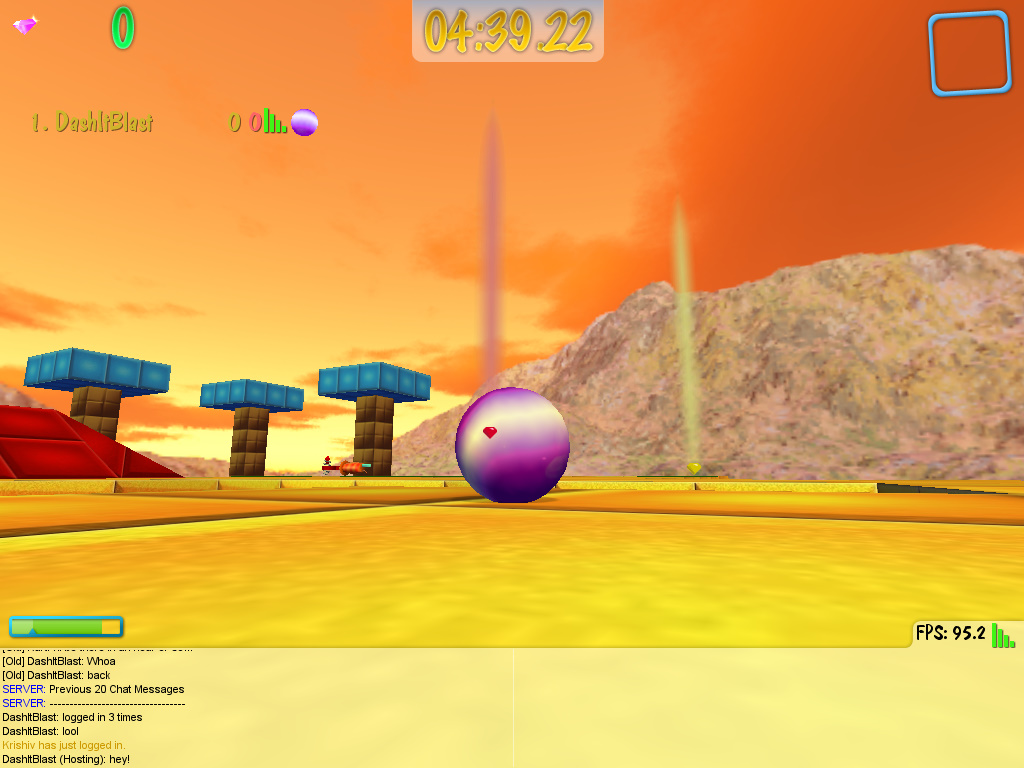 0
04:39.22
1. DashItBlast 0 0
FPS: 95.2
[Old] DashItBlast: Whoa
[Old] DashItBlast: back
SERVER: Previous 20 Chat Messages
SERVER: ----------------------------------
DashItBlast: logged in 3 times
DashItBlast: lool
Krishiv has just logged in.
DashItBlast (Hosting): hey!